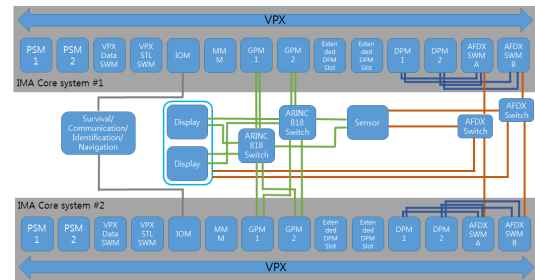 VPX
PSM
1
PSM
2
VPX
Data
SWM
VPX
STL
SWM
IOM
MM
M
GPM
1
GPM
2
Exten
ded
DPM
Slot
Exten
ded
DPM
Slot
DPM
1
DPM
2
AFDX
SWM
A
AFDX
SWM
B
IMA Core system #1
Survival/
Communication/
Identification/
Navigation
Display
Display
ARINC
818
Switch
ARINC
818
Switch
Sensor
AFDX
Switch
AFDX
Switch
IMA Core system #2
PSM
1
PSM
2
VPX
Data
SWM
VPX
STL
SWM
IOM
MM
M
GPM
1
GPM
2
Exten
ded
DPM
Slot
Exten
ded
DPM
Slot
DPM
1
DPM
2
AFDX
SWM
A
AFDX
SWM
B
VPX